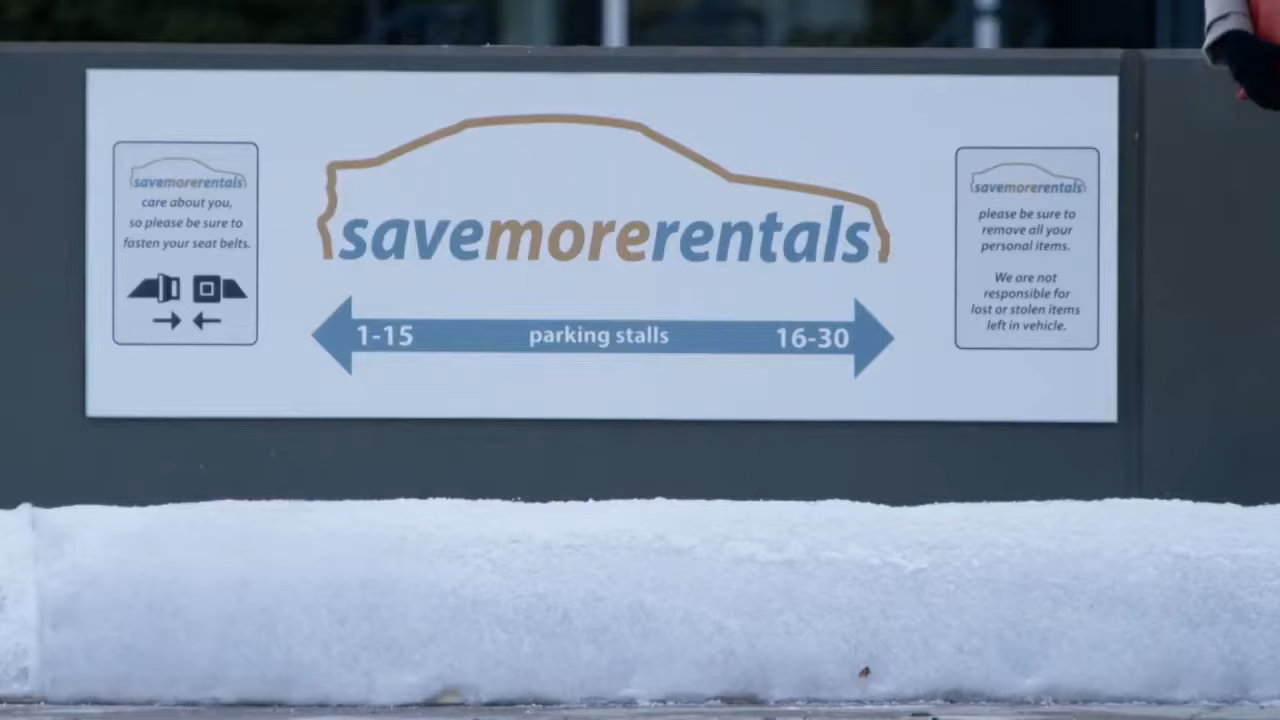 savemorerentals
care about you,
so please be sure to
fasten your seat belts.
savemorerentals
1-15 parking stalls 16-30
savemorerentals
please be sure to
remove all your
personal items.
We are not
responsible for
lost or stolen items
left in vehicle.